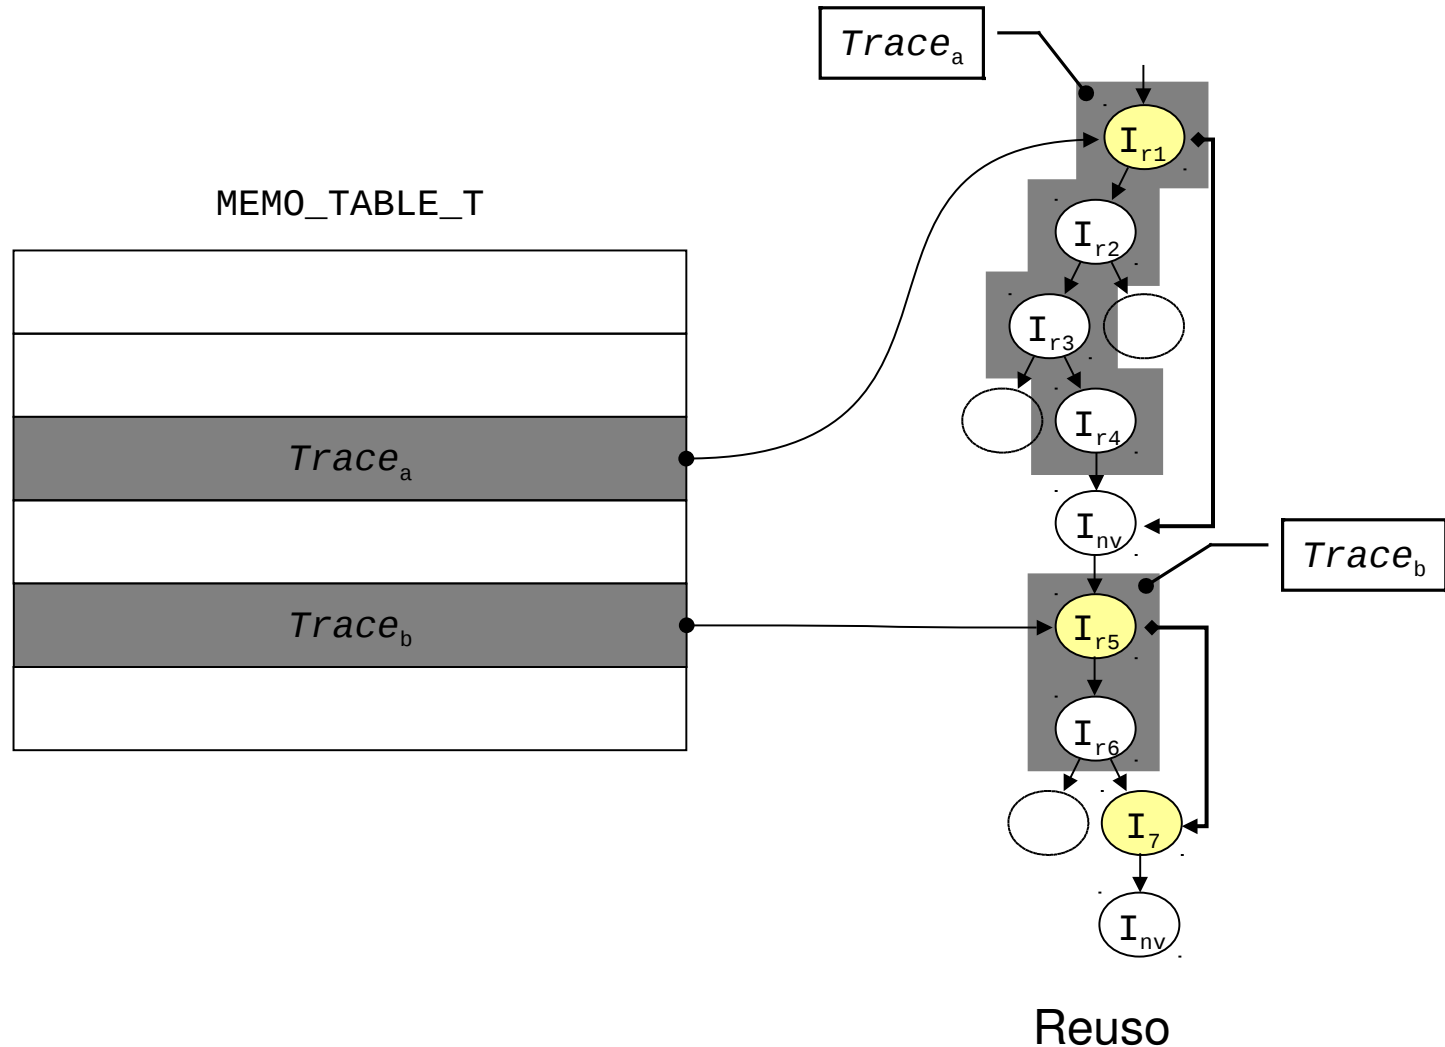 Trace_a
I_r1
MEMO_TABLE_T
I_r2
I_r3
I_r4
Trace_a
I_nv
Trace_b
Trace_b
I_r5
I_r6
I_7
I_nv
Reuso